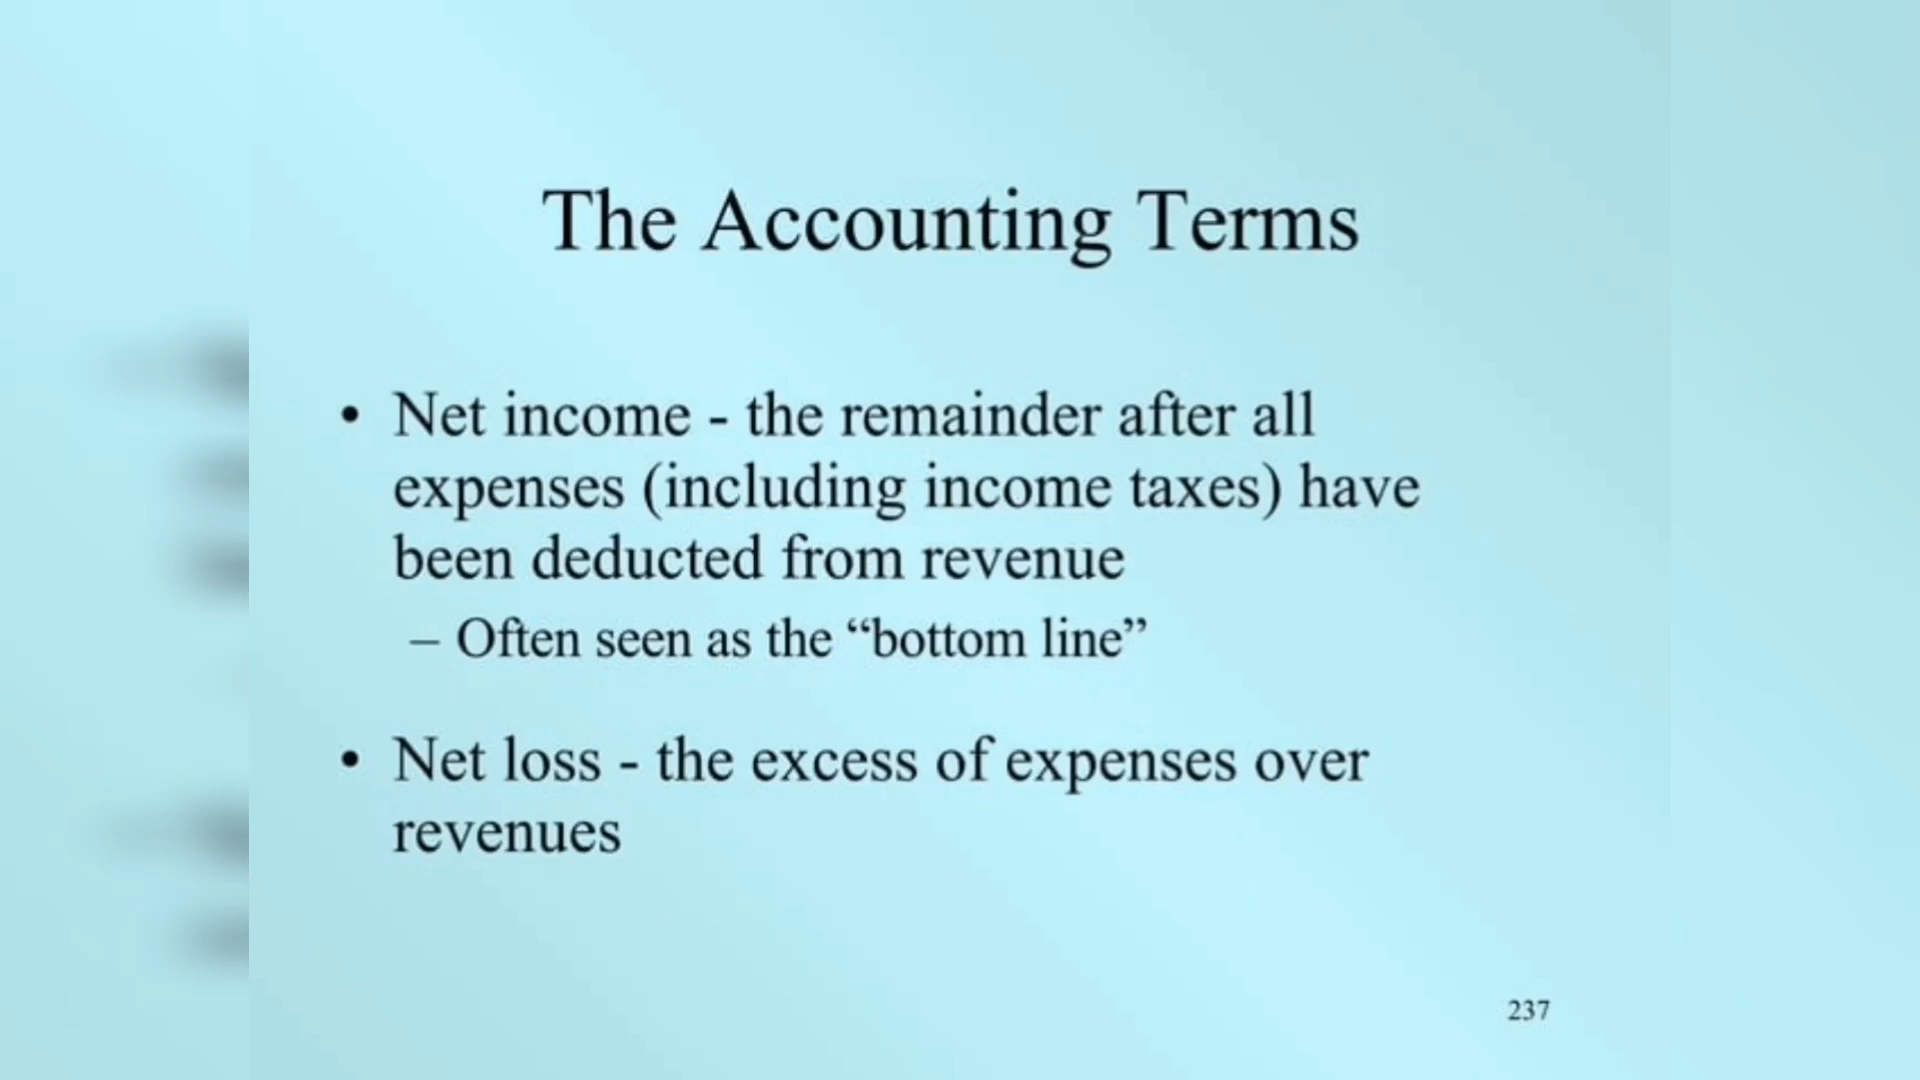 The Accounting Terms
• Net income - the remainder after all
expenses (including income taxes) have
been deducted from revenue
– Often seen as the “bottom line”
• Net loss - the excess of expenses over
revenues
237